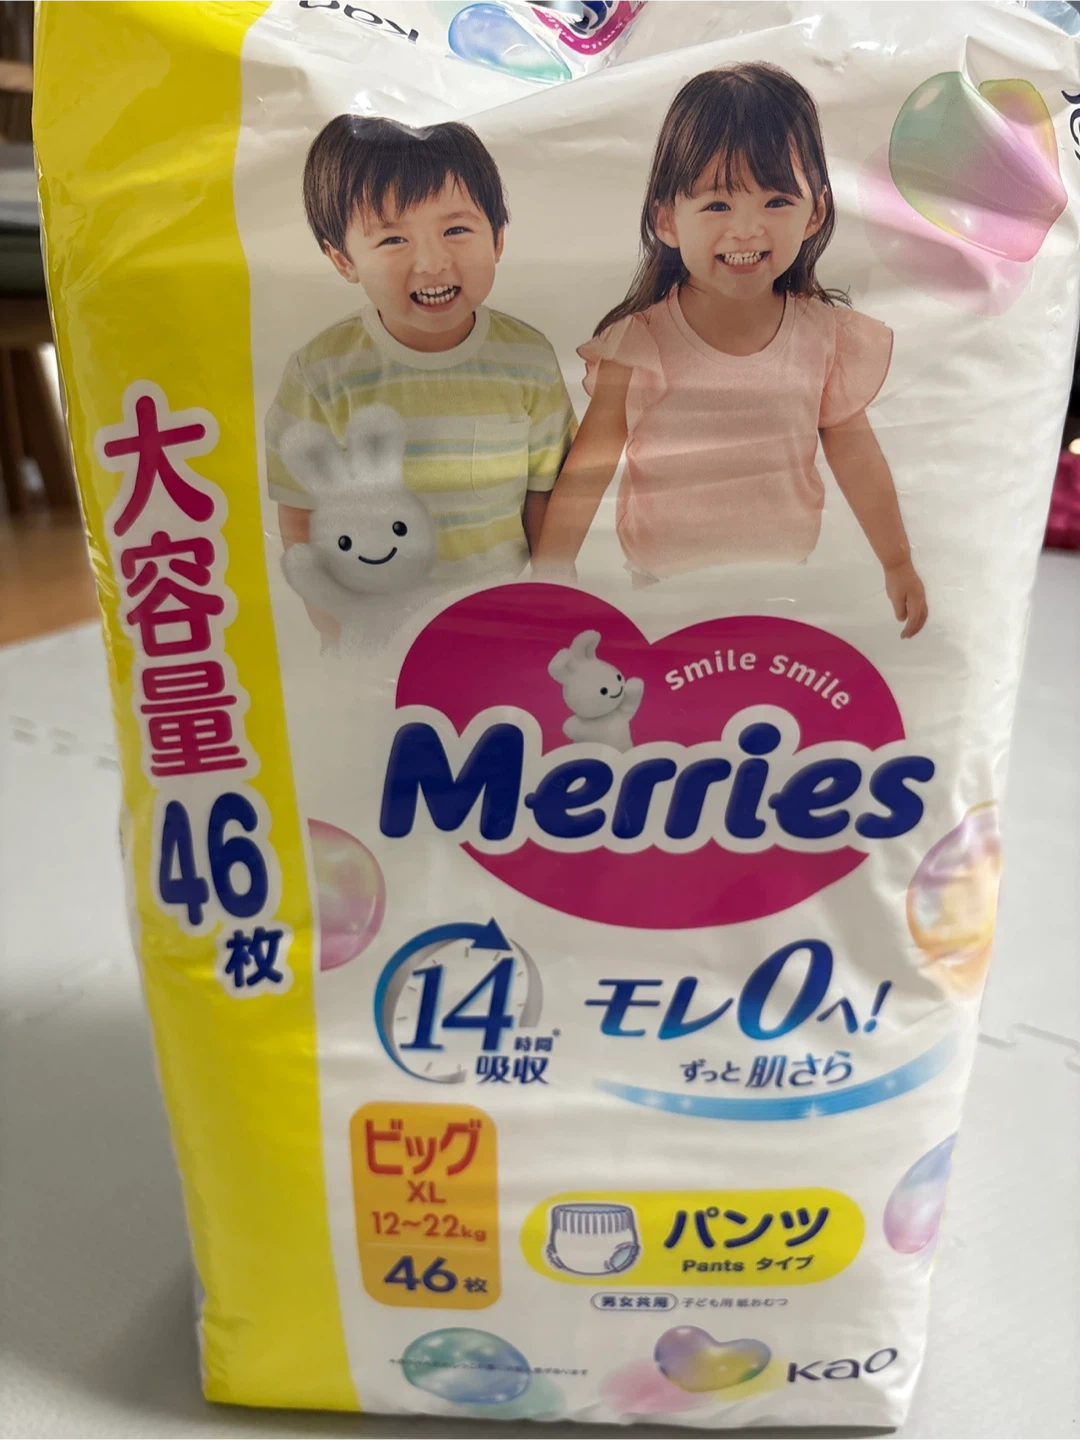 Kao
大容量
46
枚
smile smile
Merries
14
時間*
吸収
モレ0へ!
ずっと肌さら
ビッグ
XL
12~22kg
46枚
パンツ
Pants タイプ
男女共用 子ども用 紙おむつ
Kao